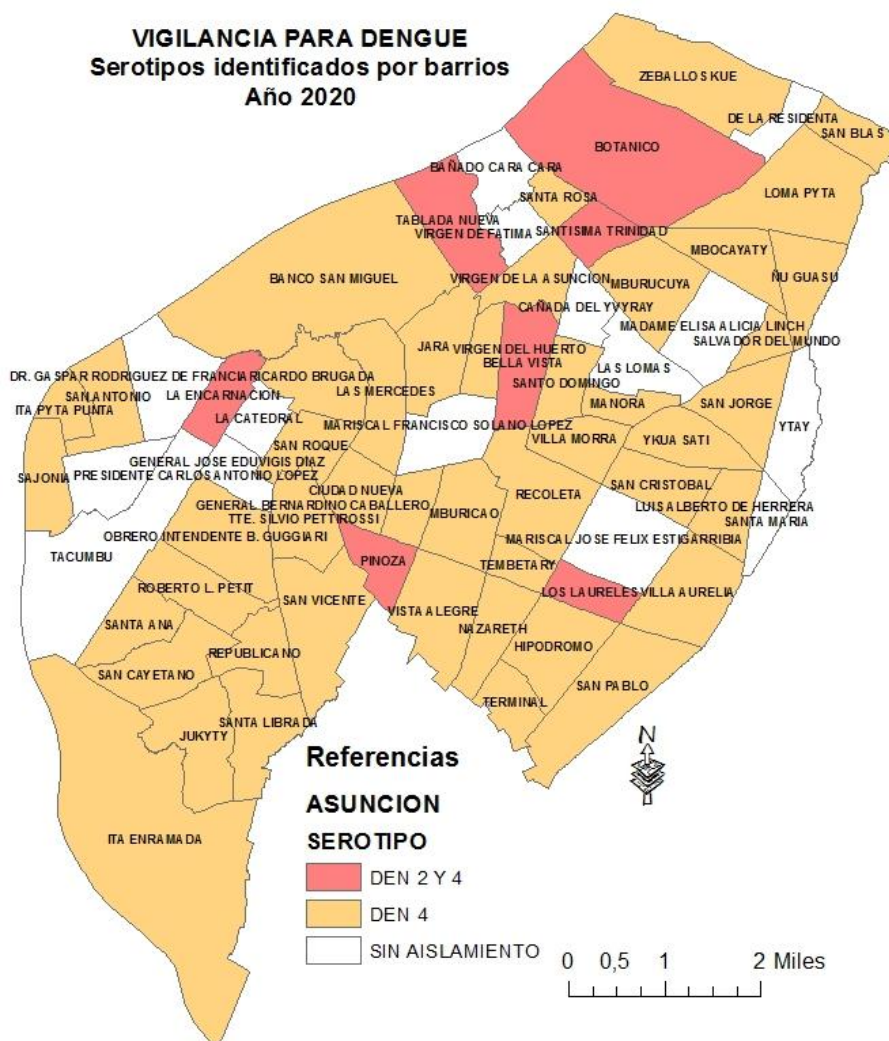 VIGILANCIA PARA DENGUE
Serotipos identificados por barrios
Año 2020
ZEBALLOS KUE
DE LA RESIDENTA
SAN BLAS
BOTANICO
BAÑADO CARA CARA
SANTA ROSA
LOMA PYTA
TABLADA NUEVA
VIRGEN DE FATIMA
SANTISIMA TRINIDAD
MBOCAYATY
BANCO SAN MIGUEL
VIRGEN DE LA ASUNCION
MBURUCUYA
ÑU GUASU
CAÑADA DEL YVYRAY
MADAME ELISA ALICIA LINCH
JARA
VIRGEN DEL HUERTO
SALVADOR DEL MUNDO
BELLA VISTA
LAS LOMAS
DR. GASPAR RODRIGUEZ DE FRANCIA
RICARDO BRUGADA
LAS MERCEDES
SANTO DOMINGO
SAN ANTONIO
LA ENCARNACION
MANORA
SAN JORGE
ITA PYTA PUNTA
LA CATEDRAL
MARISCAL FRANCISCO SOLANO LOPEZ
YTAY
SAN ROQUE
VILLA MORRA
YKUA SATI
GENERAL JOSE EDUVIGIS DIAZ
SAJONIA
PRESIDENTE CARLOS ANTONIO LOPEZ
CIUDAD NUEVA
RECOLETA
SAN CRISTOBAL
GENERAL BERNARDINO CABALLERO
MBURICAO
LUIS ALBERTO DE HERRERA
TTE. SILVIO PETTIROSSI
SANTA MARIA
OBRERO INTENDENTE B. GUGGIARI
MARISCAL JOSE FELIX ESTIGARRIBIA
TACUMBU
PINOZA
TEMBETARY
ROBERTO L. PETIT
LOS LAURELES
VILLA AURELIA
SAN VICENTE
VISTA ALEGRE
SANTA ANA
NAZARETH
REPUBLICANO
HIPODROMO
SAN CAYETANO
SAN PABLO
TERMINAL
SANTA LIBRADA
JUKYTY
ITA ENRAMADA
N
Referencias
ASUNCION
SEROTIPO
DEN 2 Y 4
DEN 4
SIN AISLAMIENTO
0 0,5 1 2 Miles